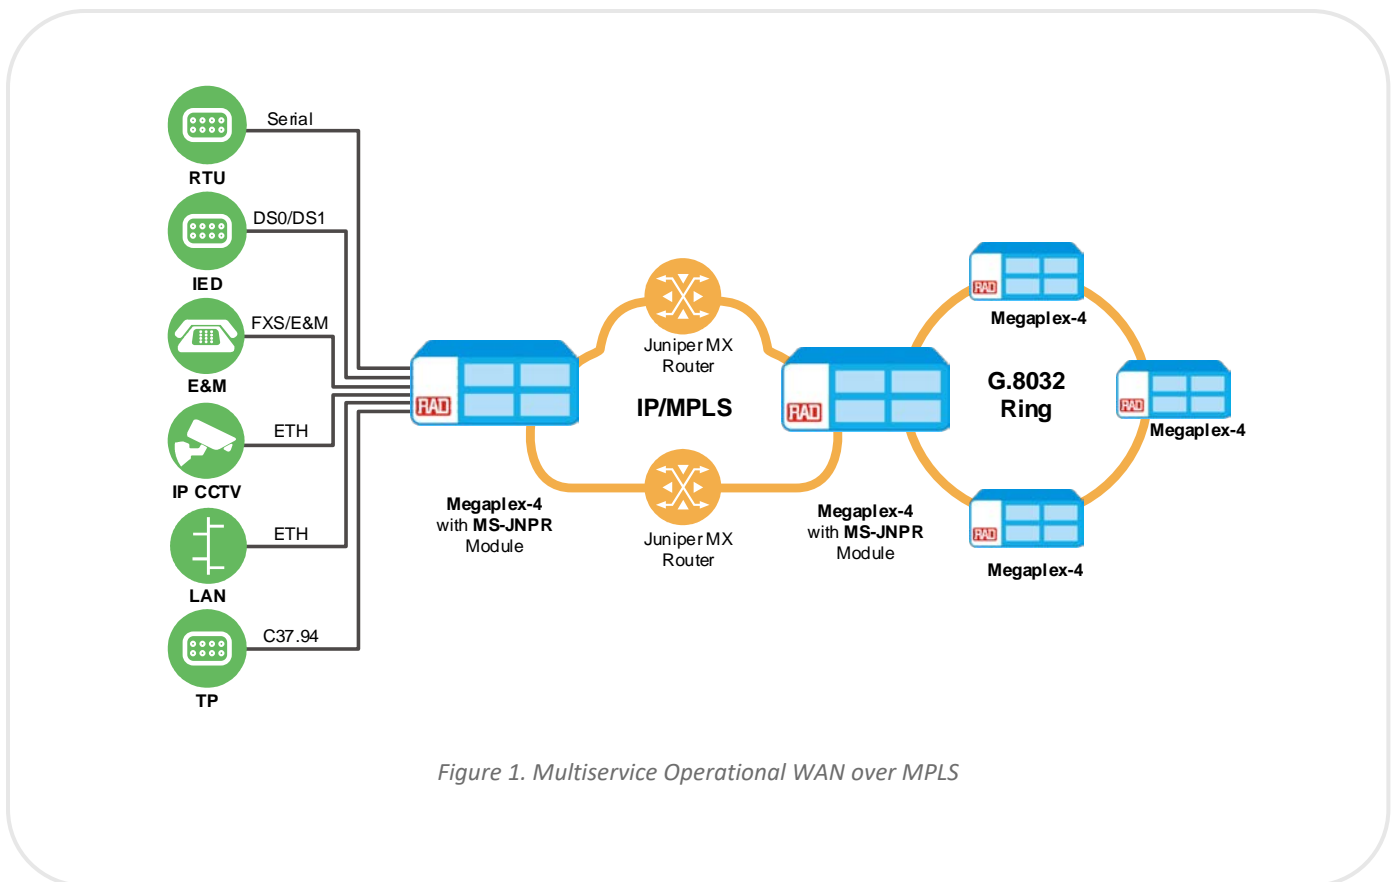 Serial
RTU
DS0/DS1
IED
FXS/E&M
E&M
ETH
IP CCTV
ETH
LAN
C37.94
TP
RAD
Megaplex-4
with MS-JNPR
Module
Juniper MX
Router
IP/MPLS
Juniper MX
Router
RAD
Megaplex-4
with MS-JNPR
Module
G.8032
Ring
RAD
Megaplex-4
RAD
Megaplex-4
RAD
Megaplex-4
Figure 1. Multiservice Operational WAN over MPLS